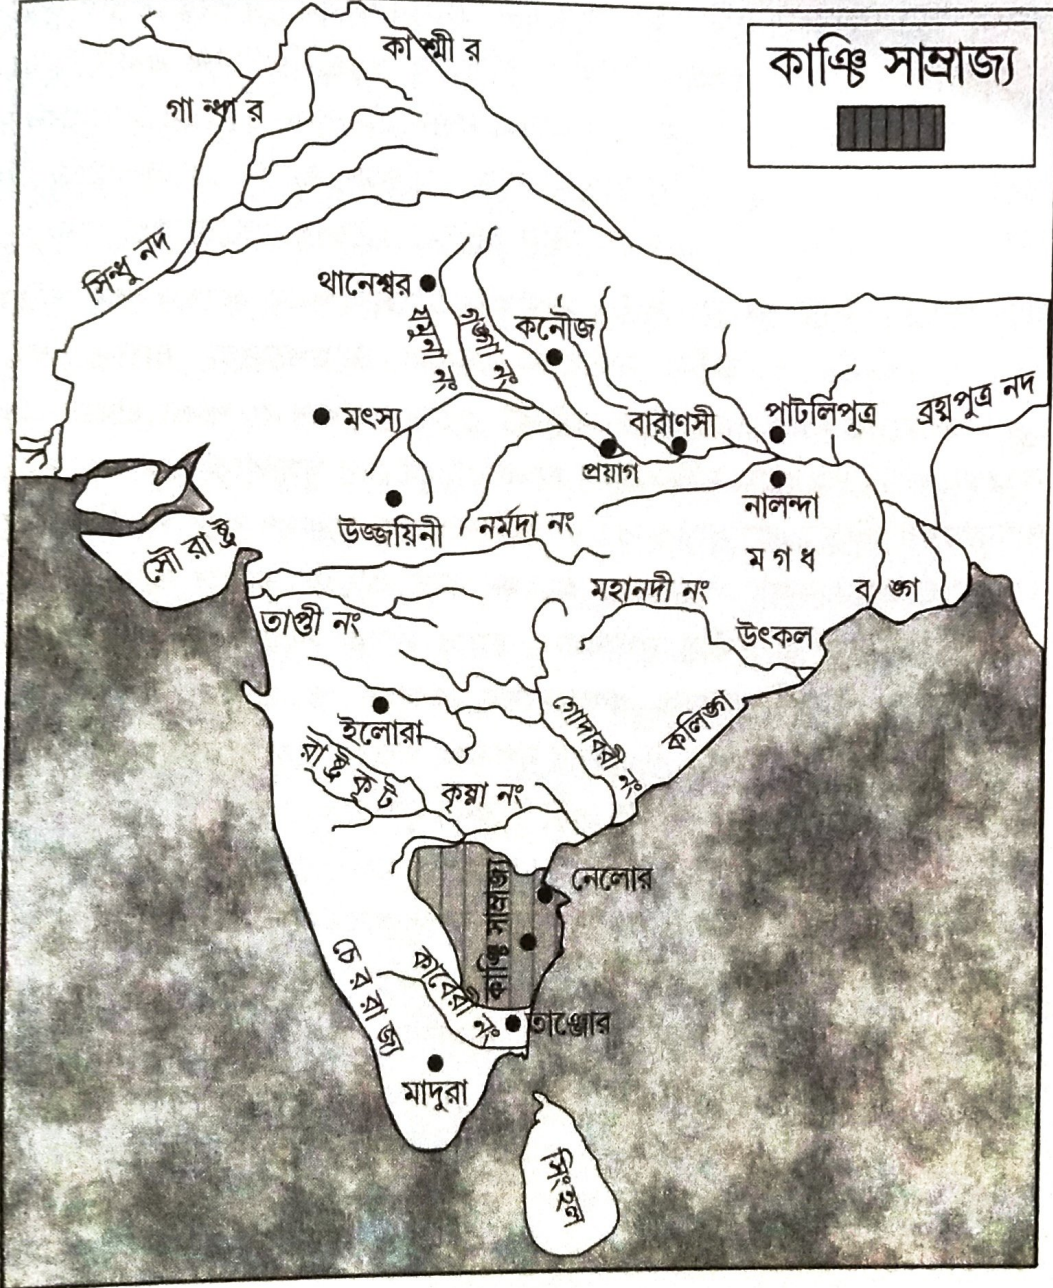 কাঞ্চি সাম্রাজ্য
কাশ্মীর
গান্ধার
সিন্ধু নদ
থানেশ্বর
যমুনা নং
গঙ্গা নং
কনৌজ
মৎস্য
বারাণসী
পাটলিপুত্র
ব্রহ্মপুত্র নদ
প্রয়াগ
নালন্দা
উজ্জয়িনী
নর্মদা নং
সৌরাষ্ট্র
মগধ
মহানদী নং
বঙ্গ
তাপ্তী নং
উৎকল
ইলোরা
গোদাবরী নং
কলিঙ্গ
রাষ্ট্রকূট
কৃষ্ণা নং
কাঞ্চি সাম্রাজ্য
নেলোর
চের রাজ্য
কাবেরী নং
তাঞ্জোর
মাদুরা
সিংহল